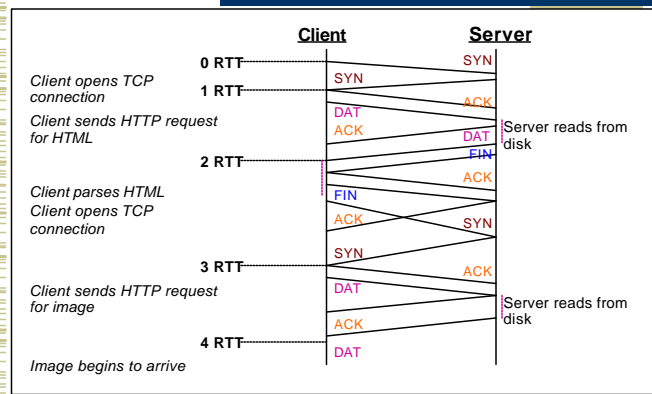 Client
Server
0 RTT
SYN
Client opens TCP
connection
SYN
1 RTT
ACK
Client sends HTTP request
for HTML
DAT
ACK
DAT
Server reads from
disk
FIN
2 RTT
ACK
Client parses HTML
FIN
Client opens TCP
connection
ACK
SYN
SYN
3 RTT
ACK
Client sends HTTP request
for image
DAT
Server reads from
disk
ACK
4 RTT
DAT
Image begins to arrive